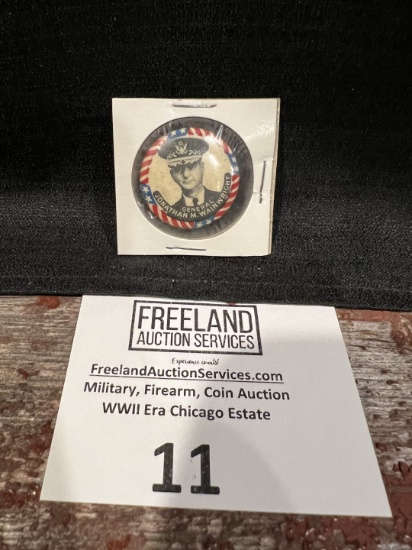 GENERAL
JONATHAN M. WAINWRIGHT
FREELAND
AUCTION SERVICES
Experience counts!
FreelandAuctionServices.com
Military, Firearm, Coin Auction
WWII Era Chicago Estate
11